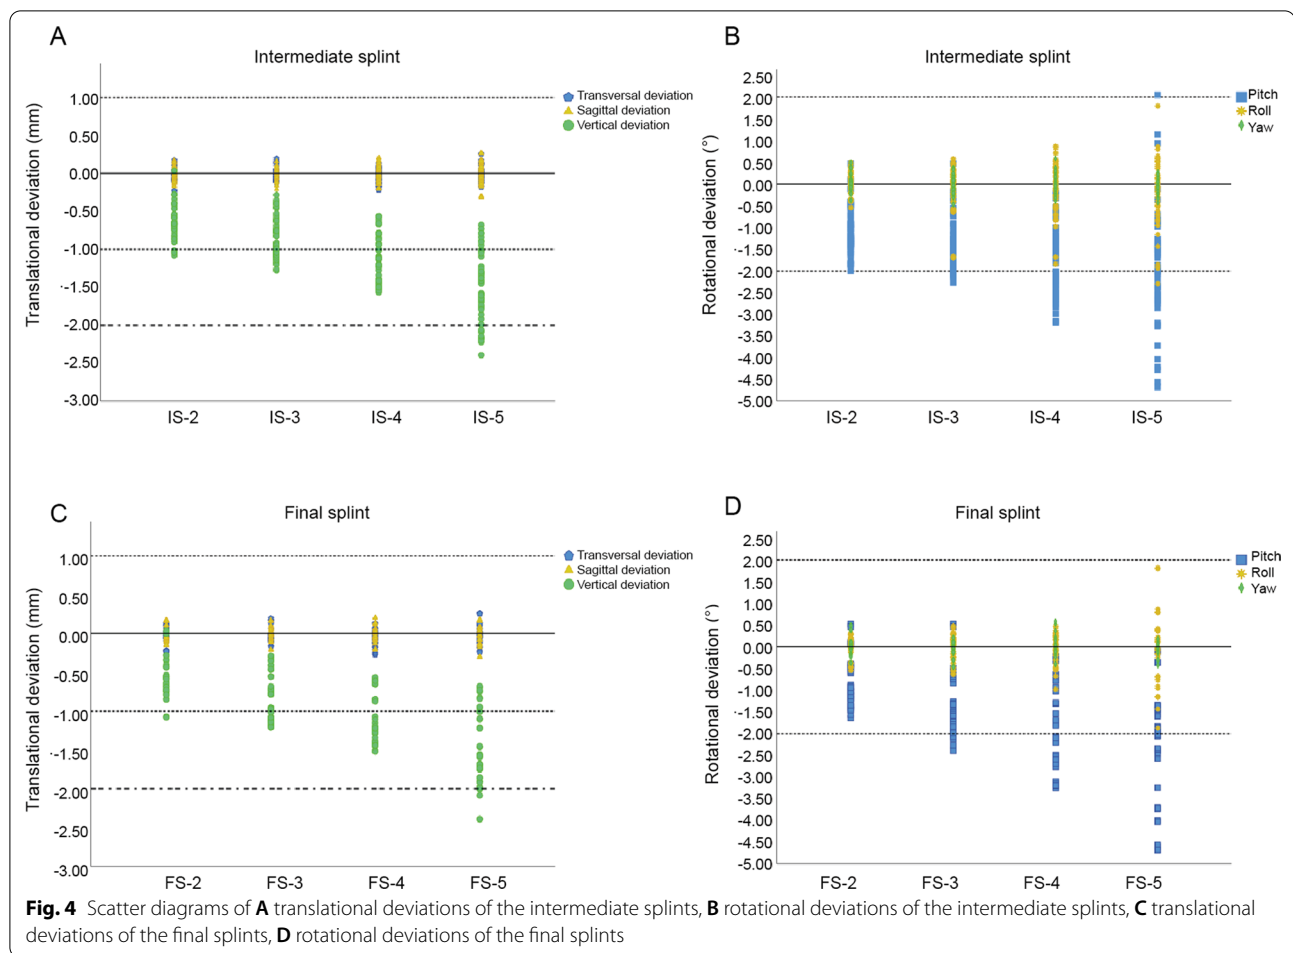 A
Intermediate splint
Translational deviation (mm)
1.00
0.50
0.00
-0.50
-1.00
-1.50
-2.00
-2.50
-3.00
IS-2 IS-3 IS-4 IS-5
Transversal deviation
Sagittal deviation
Vertical deviation
B
Intermediate splint
Rotational deviation (°)
2.50
2.00
1.50
1.00
0.50
0.00
-0.50
-1.00
-1.50
-2.00
-2.50
-3.00
-3.50
-4.00
-4.50
-5.00
IS-2 IS-3 IS-4 IS-5
Pitch
Roll
Yaw
C
Final splint
Translational deviation (mm)
1.00
0.50
0.00
-0.50
-1.00
-1.50
-2.00
-2.50
-3.00
FS-2 FS-3 FS-4 FS-5
Transversal deviation
Sagittal deviation
Vertical deviation
D
Final splint
Rotational deviation (°)
2.50
2.00
1.50
1.00
0.50
0.00
-0.50
-1.00
-1.50
-2.00
-2.50
-3.00
-3.50
-4.00
-4.50
-5.00
FS-2 FS-3 FS-4 FS-5
Pitch
Roll
Yaw
Fig. 4 Scatter diagrams of A translational deviations of the intermediate splints, B rotational deviations of the intermediate splints, C translational
deviations of the final splints, D rotational deviations of the final splints